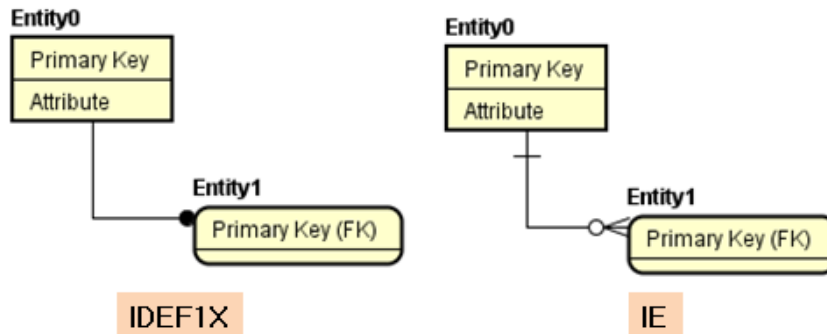 Entity0
Primary Key
Attribute
Entity1
Primary Key (FK)
IDEF1X
Entity0
Primary Key
Attribute
Entity1
Primary Key (FK)
IE